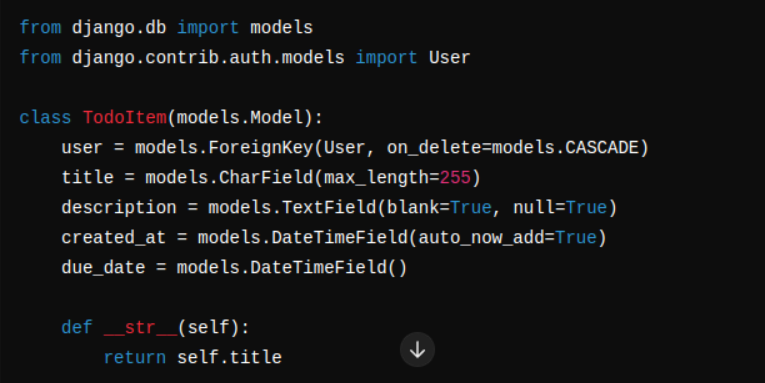 from django.db import models
from django.contrib.auth.models import User
class TodoItem(models.Model):
    user = models.ForeignKey(User, on_delete=models.CASCADE)
    title = models.CharField(max_length=255)
    description = models.TextField(blank=True, null=True)
    created_at = models.DateTimeField(auto_now_add=True)
    due_date = models.DateTimeField()
    def __str__(self):
        return self.title